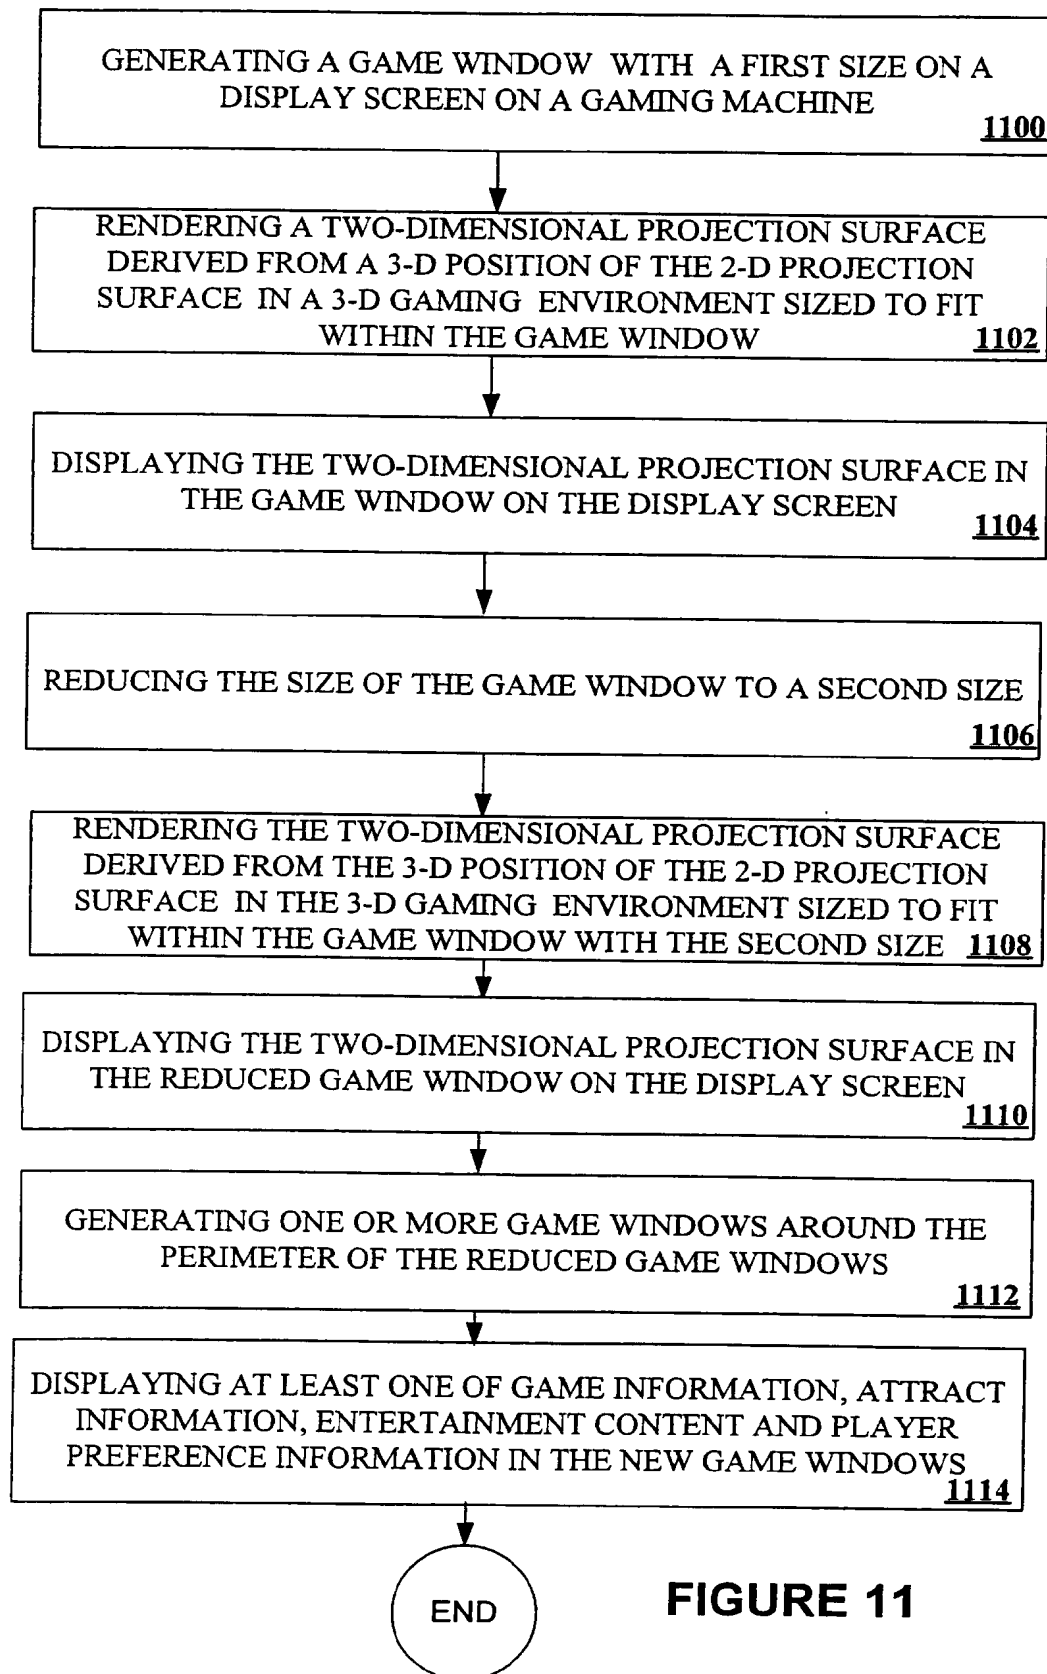 GENERATING A GAME WINDOW WITH A FIRST SIZE ON A
DISPLAY SCREEN ON A GAMING MACHINE
1100
RENDERING A TWO-DIMENSIONAL PROJECTION SURFACE
DERIVED FROM A 3-D POSITION OF THE 2-D PROJECTION
SURFACE IN A 3-D GAMING ENVIRONMENT SIZED TO FIT
WITHIN THE GAME WINDOW 1102
DISPLAYING THE TWO-DIMENSIONAL PROJECTION SURFACE IN
THE GAME WINDOW ON THE DISPLAY SCREEN
1104
REDUCING THE SIZE OF THE GAME WINDOW TO A SECOND SIZE
1106
RENDERING THE TWO-DIMENSIONAL PROJECTION SURFACE
DERIVED FROM THE 3-D POSITION OF THE 2-D PROJECTION
SURFACE IN THE 3-D GAMING ENVIRONMENT SIZED TO FIT
WITHIN THE GAME WINDOW WITH THE SECOND SIZE 1108
DISPLAYING THE TWO-DIMENSIONAL PROJECTION SURFACE IN
THE REDUCED GAME WINDOW ON THE DISPLAY SCREEN
1110
GENERATING ONE OR MORE GAME WINDOWS AROUND THE
PERIMETER OF THE REDUCED GAME WINDOWS
1112
DISPLAYING AT LEAST ONE OF GAME INFORMATION, ATTRACT
INFORMATION, ENTERTAINMENT CONTENT AND PLAYER
PREFERENCE INFORMATION IN THE NEW GAME WINDOWS
1114
END
FIGURE 11